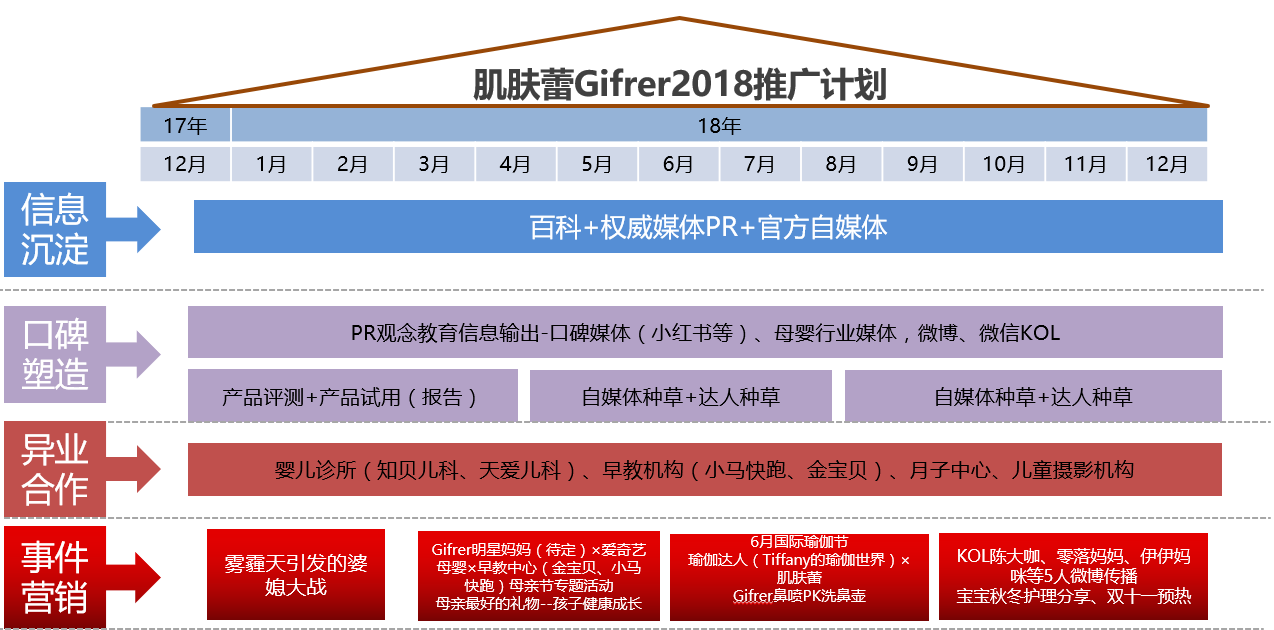 肌肤蕾Gifrer2018推广计划
17年
18年
12月
1月
2月
3月
4月
5月
6月
7月
8月
9月
10月
11月
12月
信息
沉淀
百科+权威媒体PR+官方自媒体
口碑
塑造
PR观念教育信息输出-口碑媒体（小红书等）、母婴行业媒体，微博、微信KOL
产品评测+产品试用（报告）
自媒体种草+达人种草
自媒体种草+达人种草
异业
合作
婴儿诊所（知贝儿科、天爱儿科）、早教机构（小马快跑、金宝贝）、月子中心、儿童摄影机构
事件
营销
雾霾天引发的婆
媳大战
Gifrer明星妈妈（待定）×爱奇艺
母婴×早教中心（金宝贝、小马
快跑）母亲节专题活动
母亲最好的礼物--孩子健康成长
6月国际瑜伽节
瑜伽达人（Tiffany的瑜伽世界）×
肌肤蕾
Gifrer鼻喷PK洗鼻壶
KOL陈大咖、零落妈妈、伊伊妈
咪等5人微博传播
宝宝秋冬护理分享、双十一预热